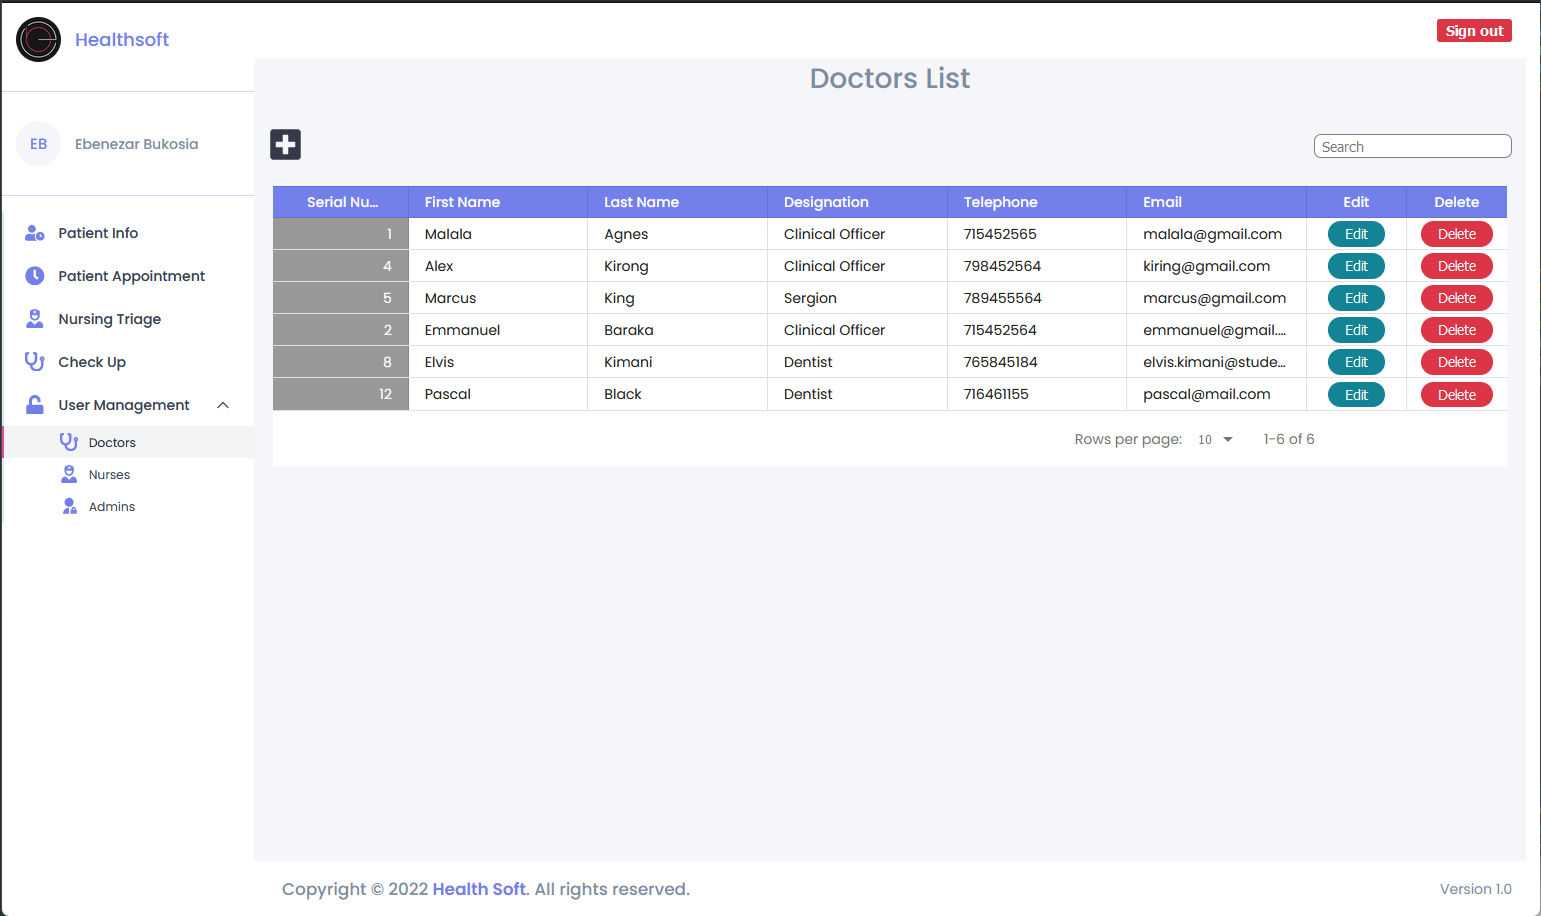 Healthsoft
Sign out
EB Ebenezar Bukosia
Patient Info
Patient Appointment
Nursing Triage
Check Up
User Management
Doctors
Nurses
Admins
Doctors List
Search
Serial Nu... First Name Last Name Designation Telephone Email Edit Delete
1 Malala Agnes Clinical Officer 715452565 malala@gmail.com Edit Delete
4 Alex Kirong Clinical Officer 798452564 kiring@gmail.com Edit Delete
5 Marcus King Sergion 789455564 marcus@gmail.com Edit Delete
2 Emmanuel Baraka Clinical Officer 715452564 emmanuel@gmail.... Edit Delete
8 Elvis Kimani Dentist 765845184 elvis.kimani@stude... Edit Delete
12 Pascal Black Dentist 716461155 pascal@mail.com Edit Delete
Rows per page: 10 1-6 of 6
Copyright © 2022 Health Soft. All rights reserved.
Version 1.0